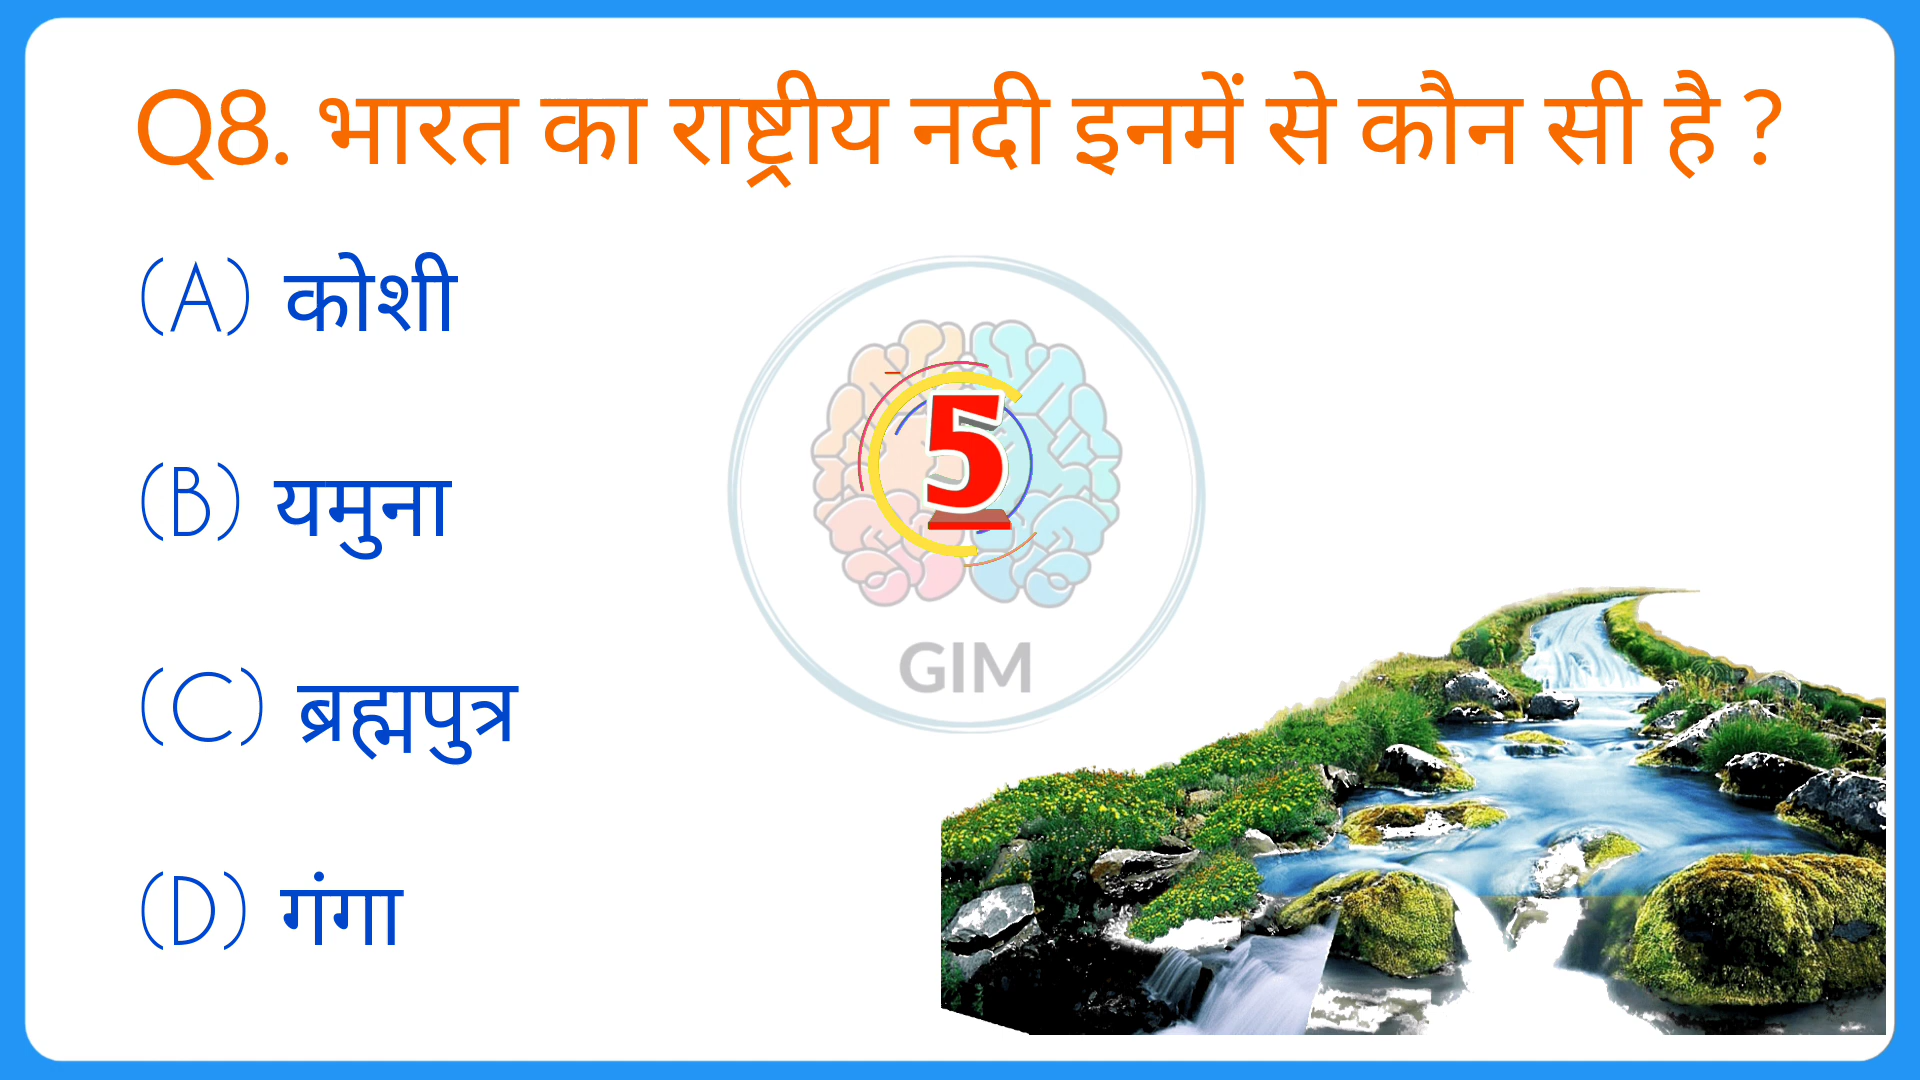 Q8. भारत का राष्ट्रीय नदी इनमें से कौन सी है ?
(A) कोशी
5
(B) यमुना
GIM
(C) ब्रह्मपुत्र
(D) गंगा